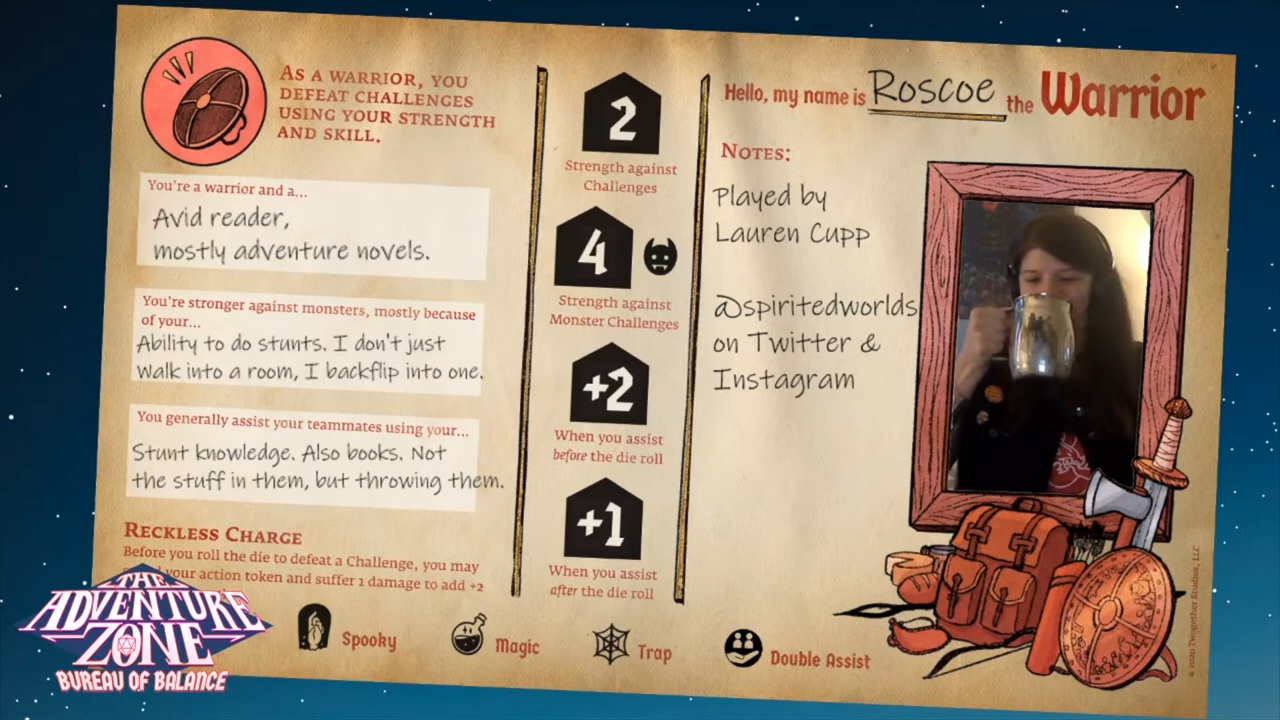 As a warrior, you
defeat challenges
using your strength
and skill.
You're a warrior and a...
Avid reader,
mostly adventure novels.
You're stronger against monsters, mostly because
of your...
Ability to do stunts. I don't just
walk into a room, I backflip into one.
You generally assist your teammates using your...
Stunt knowledge. Also books. Not
the stuff in them, but throwing them.
Reckless Charge
Before you roll the die to defeat a Challenge, you may
your action token and suffer 1 damage to add +2
2
Strength against
Challenges
4
Strength against
Monster Challenges
+2
When you assist
before the die roll
+1
When you assist
after the die roll
Hello, my name is Roscoe the Warrior
Notes:
Played by
Lauren Cupp
@spiritedworlds
on Twitter &
Instagram
Spooky
Magic
Trap
Double Assist
THE
ADVENTURE
ZONE
BUREAU OF BALANCE
© 2020 Twogether Studios, LLC